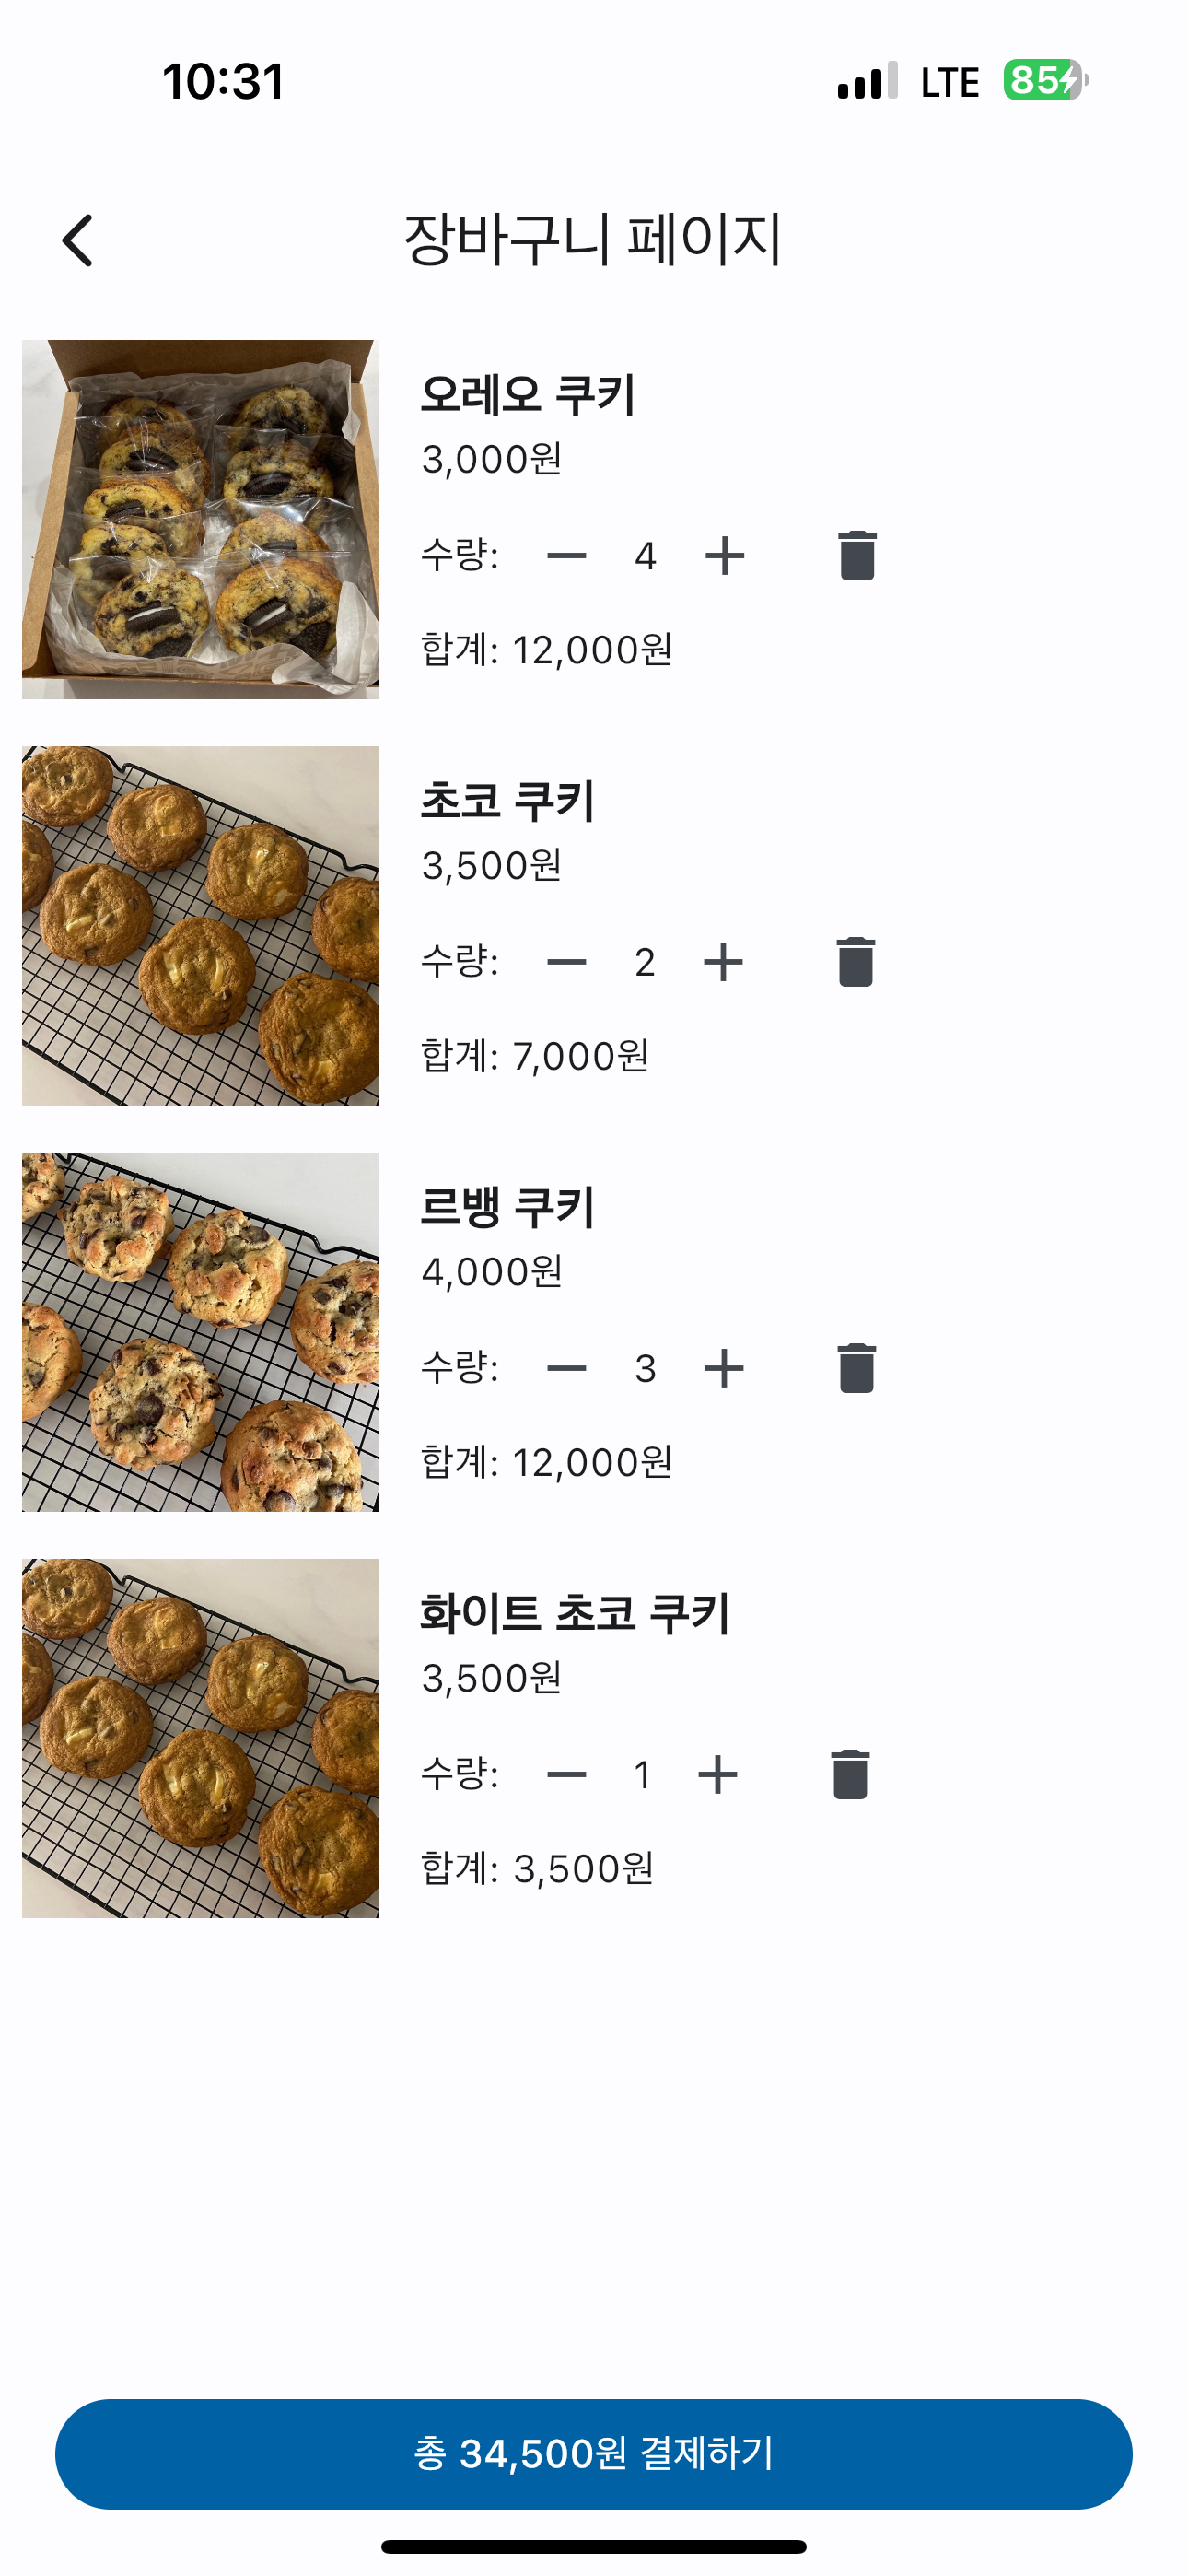 10:31
LTE
85
장바구니 페이지
오레오 쿠키
3,000원
수량: 4
합계: 12,000원
초코 쿠키
3,500원
수량: 2
합계: 7,000원
르뱅 쿠키
4,000원
수량: 3
합계: 12,000원
화이트 초코 쿠키
3,500원
수량: 1
합계: 3,500원
총 34,500원 결제하기